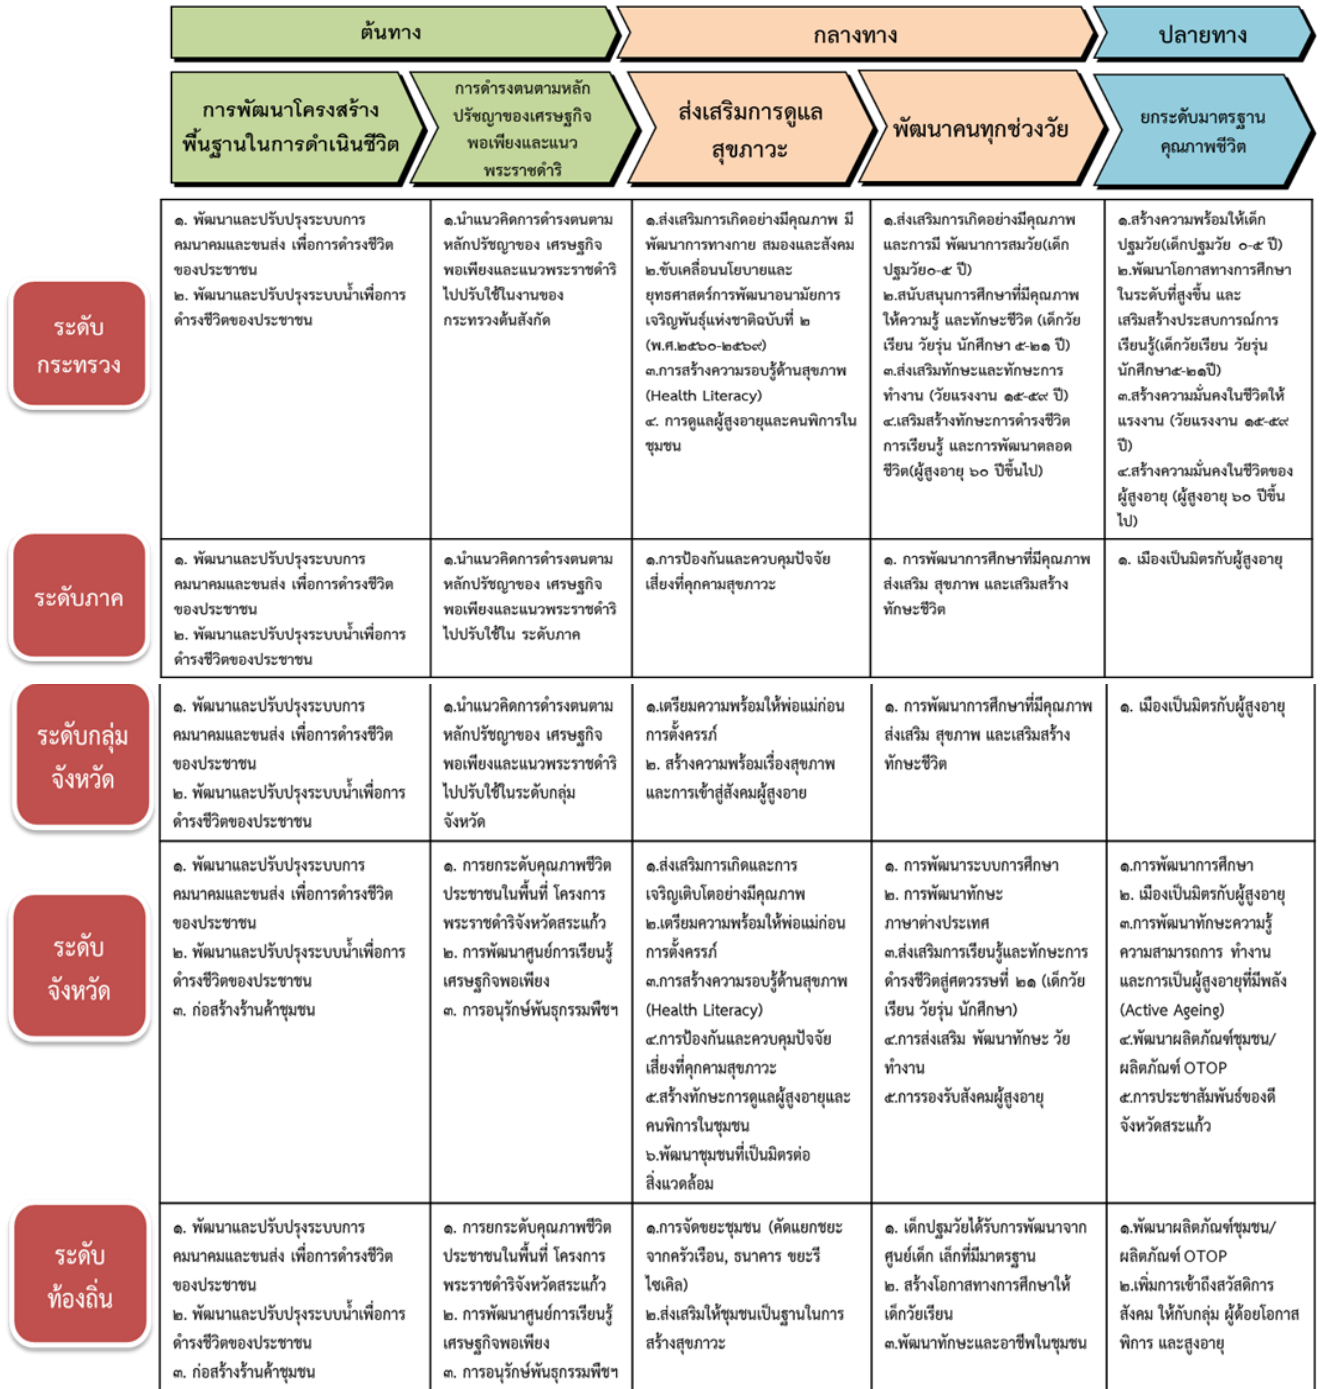 ต้นทาง
กลางทาง
ปลายทาง
การพัฒนาโครงสร้าง
พื้นฐานในการดำเนินชีวิต
การดำรงตนตามหลัก
ปรัชญาของเศรษฐกิจ
พอเพียงและแนว
พระราชดำริ
ส่งเสริมการดูแล
สุขภาวะ
พัฒนาคนทุกช่วงวัย
ยกระดับมาตรฐาน
คุณภาพชีวิต
ระดับ
กระทรวง
๑. พัฒนาและปรับปรุงระบบการ
คมนาคมและขนส่ง เพื่อการดำรงชีวิต
ของประชาชน
๒. พัฒนาและปรับปรุงระบบน้ำเพื่อการ
ดำรงชีวิตของประชาชน
๑.นำแนวคิดการดำรงตนตาม
หลักปรัชญาของ เศรษฐกิจ
พอเพียงและแนวพระราชดำริ
ไปปรับใช้ในงานของ
กระทรวงต้นสังกัด
๑.ส่งเสริมการเกิดอย่างมีคุณภาพ มี
พัฒนาการทางกาย สมองและสังคม
๒.ขับเคลื่อนนโยบายและ
ยุทธศาสตร์การพัฒนาอนามัยการ
เจริญพันธุ์แห่งชาติฉบับที่ ๒
(พ.ศ.๒๕๖๐-๒๕๖๙)
๓.การสร้างความรอบรู้ด้านสุขภาพ
(Health Literacy)
๔. การดูแลผู้สูงอายุและคนพิการใน
ชุมชน
๑.ส่งเสริมการเกิดอย่างมีคุณภาพ
และการมี พัฒนาการสมวัย(เด็ก
ปฐมวัย๐-๕ ปี)
๒.สนับสนุนการศึกษาที่มีคุณภาพ
ให้ความรู้ และทักษะชีวิต (เด็กวัย
เรียน วัยรุ่น นักศึกษา ๕-๒๑ ปี)
๓.ส่งเสริมทักษะและทักษะการ
ทำงาน (วัยแรงงาน ๑๕-๕๙ ปี)
๔.เสริมสร้างทักษะการดำรงชีวิต
การเรียนรู้ และการพัฒนาตลอด
ชีวิต(ผู้สูงอายุ ๖๐ ปีขึ้นไป)
๑.สร้างความพร้อมให้เด็ก
ปฐมวัย(เด็กปฐมวัย ๐-๕ ปี)
๒.พัฒนาโอกาสทางการศึกษา
ในระดับที่สูงขึ้น และ
เสริมสร้างประสบการณ์การ
เรียนรู้(เด็กวัยเรียน วัยรุ่น
นักศึกษา๕-๒๑ปี)
๓.สร้างความมั่นคงในชีวิตให้
แรงงาน (วัยแรงงาน ๑๕-๕๙
ปี)
๔.สร้างความมั่นคงในชีวิตของ
ผู้สูงอายุ (ผู้สูงอายุ ๖๐ ปีขึ้น
ไป)
ระดับภาค
๑. พัฒนาและปรับปรุงระบบการ
คมนาคมและขนส่ง เพื่อการดำรงชีวิต
ของประชาชน
๒. พัฒนาและปรับปรุงระบบน้ำเพื่อการ
ดำรงชีวิตของประชาชน
๑.นำแนวคิดการดำรงตนตาม
หลักปรัชญาของ เศรษฐกิจ
พอเพียงและแนวพระราชดำริ
ไปปรับใช้ใน ระดับภาค
๑.การป้องกันและควบคุมปัจจัย
เสี่ยงที่คุกคามสุขภาวะ
๑. การพัฒนาการศึกษาที่มีคุณภาพ
ส่งเสริม สุขภาพ และเสริมสร้าง
ทักษะชีวิต
๑. เมืองเป็นมิตรกับผู้สูงอายุ
ระดับกลุ่ม
จังหวัด
๑. พัฒนาและปรับปรุงระบบการ
คมนาคมและขนส่ง เพื่อการดำรงชีวิต
ของประชาชน
๒. พัฒนาและปรับปรุงระบบน้ำเพื่อการ
ดำรงชีวิตของประชาชน
๑.นำแนวคิดการดำรงตนตาม
หลักปรัชญาของ เศรษฐกิจ
พอเพียงและแนวพระราชดำริ
ไปปรับใช้ในระดับกลุ่ม
จังหวัด
๑.เตรียมความพร้อมให้พ่อแม่ก่อน
การตั้งครรภ์
๒. สร้างความพร้อมเรื่องสุขภาพ
และการเข้าสู่สังคมผู้สูงอาย
๑. การพัฒนาการศึกษาที่มีคุณภาพ
ส่งเสริม สุขภาพ และเสริมสร้าง
ทักษะชีวิต
๑. เมืองเป็นมิตรกับผู้สูงอายุ
ระดับ
จังหวัด
๑. พัฒนาและปรับปรุงระบบการ
คมนาคมและขนส่ง เพื่อการดำรงชีวิต
ของประชาชน
๒. พัฒนาและปรับปรุงระบบน้ำเพื่อการ
ดำรงชีวิตของประชาชน
๓. ก่อสร้างร้านค้าชุมชน
๑. การยกระดับคุณภาพชีวิต
ประชาชนในพื้นที่ โครงการ
พระราชดำริจังหวัดสระแก้ว
๒. การพัฒนาศูนย์การเรียนรู้
เศรษฐกิจพอเพียง
๓. การอนุรักษ์พันธุกรรมพืชฯ
๑.ส่งเสริมการเกิดและการ
เจริญเติบโตอย่างมีคุณภาพ
๒.เตรียมความพร้อมให้พ่อแม่ก่อน
การตั้งครรภ์
๓.การสร้างความรอบรู้ด้านสุขภาพ
(Health Literacy)
๔.การป้องกันและควบคุมปัจจัย
เสี่ยงที่คุกคามสุขภาวะ
๕.สร้างทักษะการดูแลผู้สูงอายุและ
คนพิการในชุมชน
๖.พัฒนาชุมชนที่เป็นมิตรต่อ
สิ่งแวดล้อม
๑. การพัฒนาระบบการศึกษา
๒. การพัฒนาทักษะ
ภาษาต่างประเทศ
๓.ส่งเสริมการเรียนรู้และทักษะการ
ดำรงชีวิตสู่ศตวรรษที่ ๒๑ (เด็กวัย
เรียน วัยรุ่น นักศึกษา)
๔.การส่งเสริม พัฒนาทักษะ วัย
ทำงาน
๕.การรองรับสังคมผู้สูงอายุ
๑.การพัฒนาการศึกษา
๒. เมืองเป็นมิตรกับผู้สูงอายุ
๓.การพัฒนาทักษะความรู้
ความสามารถการ ทำงาน
และการเป็นผู้สูงอายุที่มีพลัง
(Active Ageing)
๔.พัฒนาผลิตภัณฑ์ชุมชน/
ผลิตภัณฑ์ OTOP
๕.การประชาสัมพันธ์ของดี
จังหวัดสระแก้ว
ระดับ
ท้องถิ่น
๑. พัฒนาและปรับปรุงระบบการ
คมนาคมและขนส่ง เพื่อการดำรงชีวิต
ของประชาชน
๒. พัฒนาและปรับปรุงระบบน้ำเพื่อการ
ดำรงชีวิตของประชาชน
๓. ก่อสร้างร้านค้าชุมชน
๑. การยกระดับคุณภาพชีวิต
ประชาชนในพื้นที่ โครงการ
พระราชดำริจังหวัดสระแก้ว
๒. การพัฒนาศูนย์การเรียนรู้
เศรษฐกิจพอเพียง
๓. การอนุรักษ์พันธุกรรมพืชฯ
๑.การจัดขยะชุมชน (คัดแยกขยะ
จากครัวเรือน, ธนาคาร ขยะรี
ไซเคิล)
๒.ส่งเสริมให้ชุมชนเป็นฐานในการ
สร้างสุขภาวะ
๑. เด็กปฐมวัยได้รับการพัฒนาจาก
ศูนย์เด็ก เล็กที่มีมาตรฐาน
๒. สร้างโอกาสทางการศึกษาให้
เด็กวัยเรียน
๓.พัฒนาทักษะและอาชีพในชุมชน
๑.พัฒนาผลิตภัณฑ์ชุมชน/
ผลิตภัณฑ์ OTOP
๒.เพิ่มการเข้าถึงสวัสดิการ
สังคม ให้กับกลุ่ม ผู้ด้อยโอกาส
พิการ และสูงอายุ